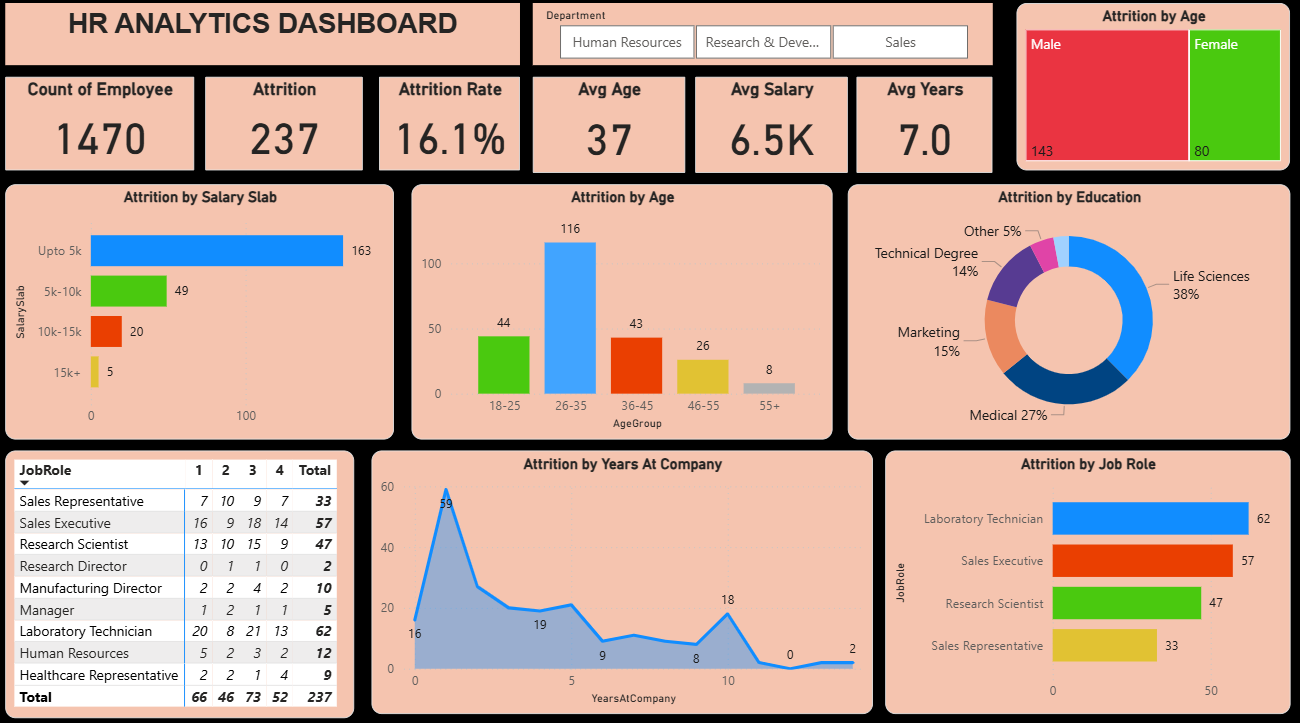 HR ANALYTICS DASHBOARD
Department
Human Resources
Research & Deve...
Sales
Attrition by Age
Male
Female
143
80
Count of Employee
1470
Attrition
237
Attrition Rate
16.1%
Avg Age
37
Avg Salary
6.5K
Avg Years
7.0
Attrition by Salary Slab
SalarySlab
Upto 5k 163
5k-10k 49
10k-15k 20
15k+ 5
0 100
Attrition by Age
116
100
50
44 43 26 8
0
18-25 26-35 36-45 46-55 55+
AgeGroup
Attrition by Education
Other 5%
Technical Degree
14%
Life Sciences
38%
Marketing
15%
Medical 27%
JobRole 1 2 3 4 Total
Sales Representative 7 10 9 7 33
Sales Executive 16 9 18 14 57
Research Scientist 13 10 15 9 47
Research Director 0 1 1 0 2
Manufacturing Director 2 2 4 2 10
Manager 1 2 1 1 5
Laboratory Technician 20 8 21 13 62
Human Resources 5 2 3 2 12
Healthcare Representative 2 2 1 4 9
Total 66 46 73 52 237
Attrition by Years At Company
60
59
40
20
18
16
19
9
8
0
2
0
0 5 10
YearsAtCompany
Attrition by Job Role
JobRole
Laboratory Technician 62
Sales Executive 57
Research Scientist 47
Sales Representative 33
0 50